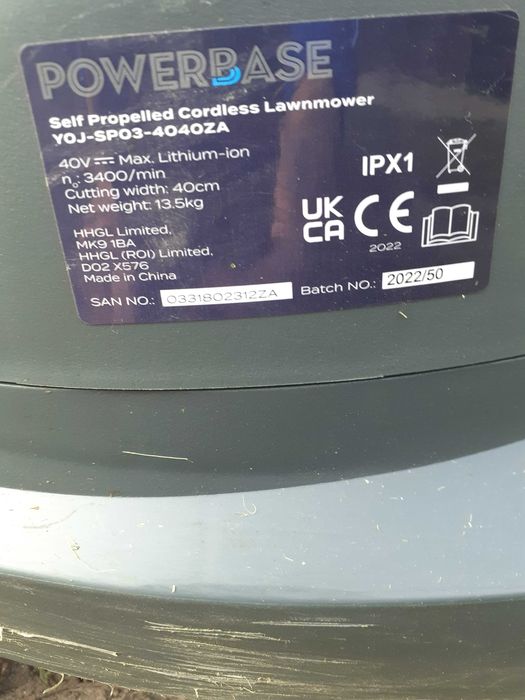 POWERBASE
Self Propelled Cordless Lawnmower
YOJ-SP03-4040ZA
40V ⎓ Max. Lithium-ion
n₀: 3400/min
Cutting width: 40cm
Net weight: 13.5kg
IPX1
HHGL Limited,
MK9 1BA
HHGL (ROI) Limited,
D02 X576
Made in China
UK
CA
CE
2022
SAN NO.: 0331802312ZA
Batch NO.: 2022/50